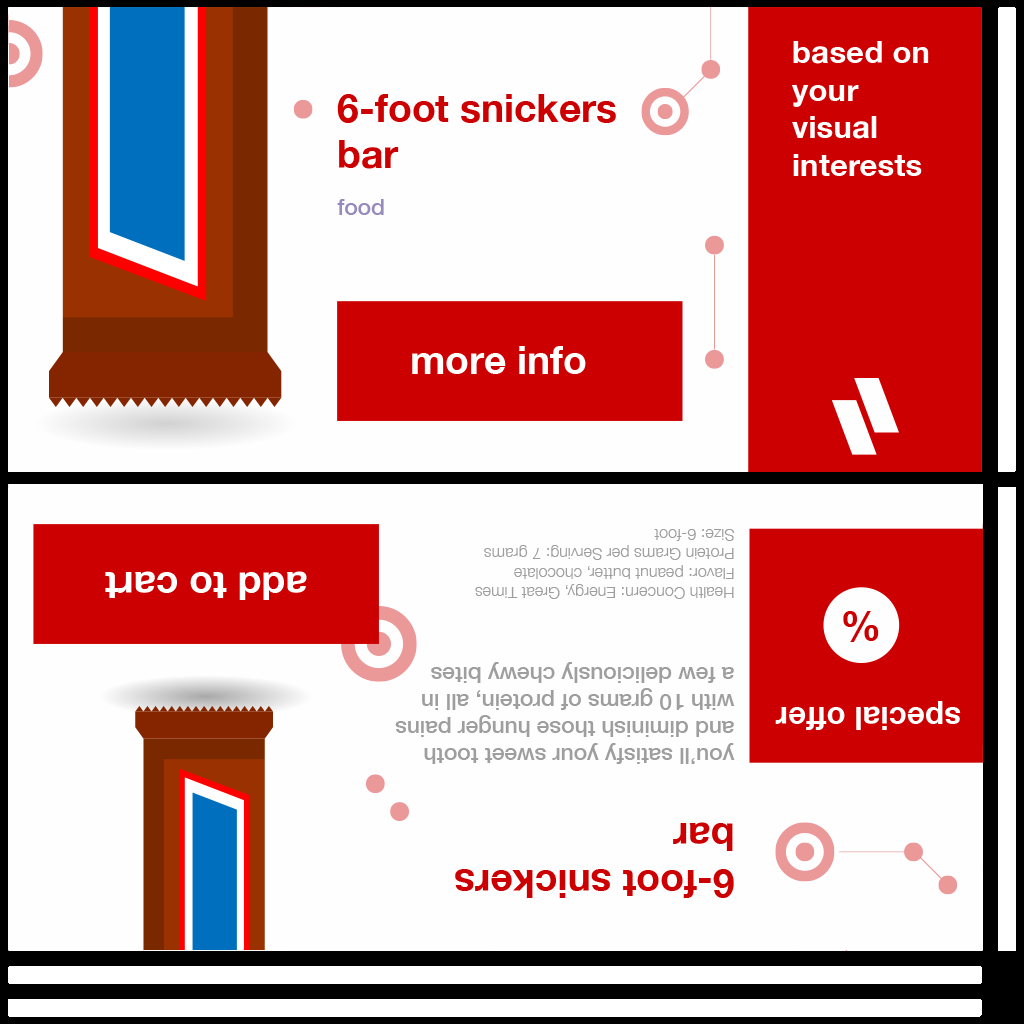 6-foot snickers
bar
food
more info
based on
your
visual
interests
6-foot snickers
bar
you'll satisfy your sweet tooth
and diminish those hunger pains
with 10 grams of protein, all in
a few deliciously chewy bites
Health Concern: Energy, Great Times
Flavor: peanut butter, chocolate
Protein Grams per Serving: 7 grams
Size: 6-foot
add to cart
special offer
%